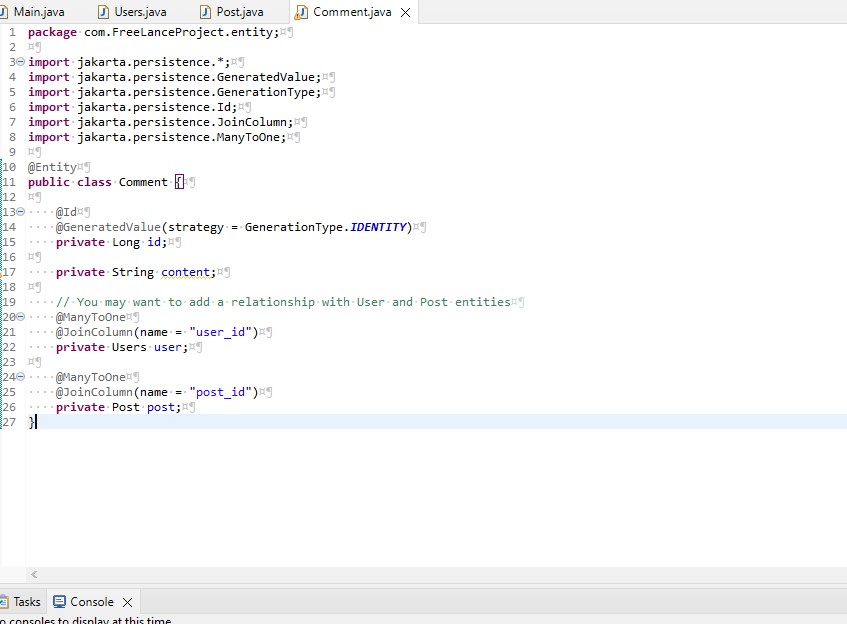 Main.java Users.java Post.java Comment.java
1 package com.FreeLanceProject.entity;
2
3 import jakarta.persistence.*;
4 import jakarta.persistence.GeneratedValue;
5 import jakarta.persistence.GenerationType;
6 import jakarta.persistence.Id;
7 import jakarta.persistence.JoinColumn;
8 import jakarta.persistence.ManyToOne;
9
10 @Entity
11 public class Comment {
12
13 @Id
14 @GeneratedValue(strategy = GenerationType.IDENTITY)
15 private Long id;
16
17 private String content;
18
19 // You may want to add a relationship with User and Post entities
20 @ManyToOne
21 @JoinColumn(name = "user_id")
22 private Users user;
23
24 @ManyToOne
25 @JoinColumn(name = "post_id")
26 private Post post;
27 }
Tasks Console
o consoles to display at this time.